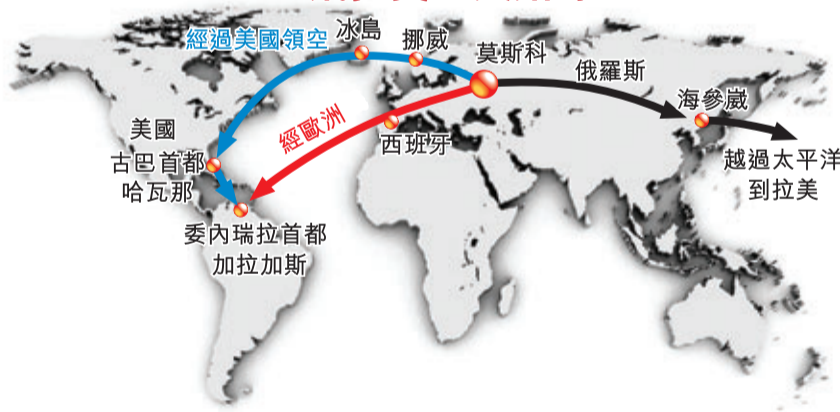 冰島
挪威
經過美國領空
莫斯科
俄羅斯
海參崴
經歐洲
西班牙
美國
古巴首都
哈瓦那
越過太平洋
到拉美
委內瑞拉首都
加拉加斯